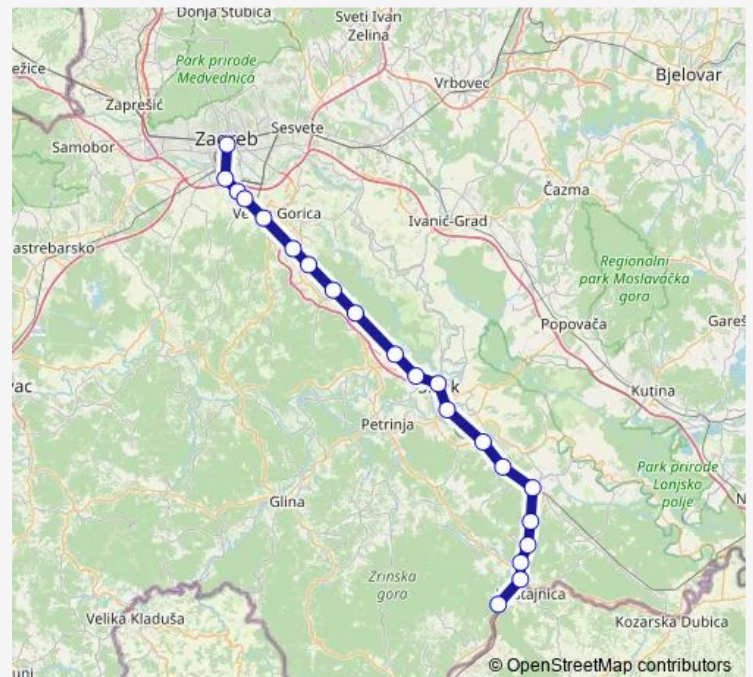 Donja Stubica
Sveti Ivan
Zelina
Park prirode
Medvednica
Vrbovec
Bjelovar
Zaprešić
Samobor
Zagreb
Sesvete
Čazma
Gorica
Ivanić-Grad
Regionalni
park Moslavačka
gora
Popovača
Kutina
Petrinja
Park prirode
Lonjsko
polje
Glina
Zrinska
gora
Velika Kladuša
Kozarska Dubica
© OpenStreetMap contributors